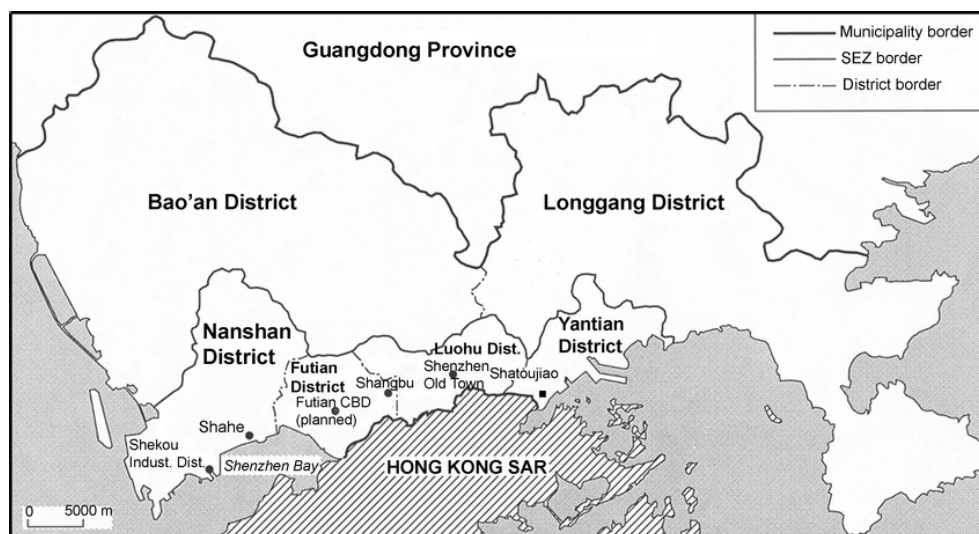 Guangdong Province
Municipality border
SEZ border
District border
Bao'an District
Longgang District
Nanshan
District
Yantian
District
Luohu Dist.
Shenzhen
Old Town
Shatoujiao
Futian
District
Shangbu
Futian CBD
(planned)
Shahe
Shekou
Indust. Dist.
Shenzhen Bay
HONG KONG SAR
0 5000 m